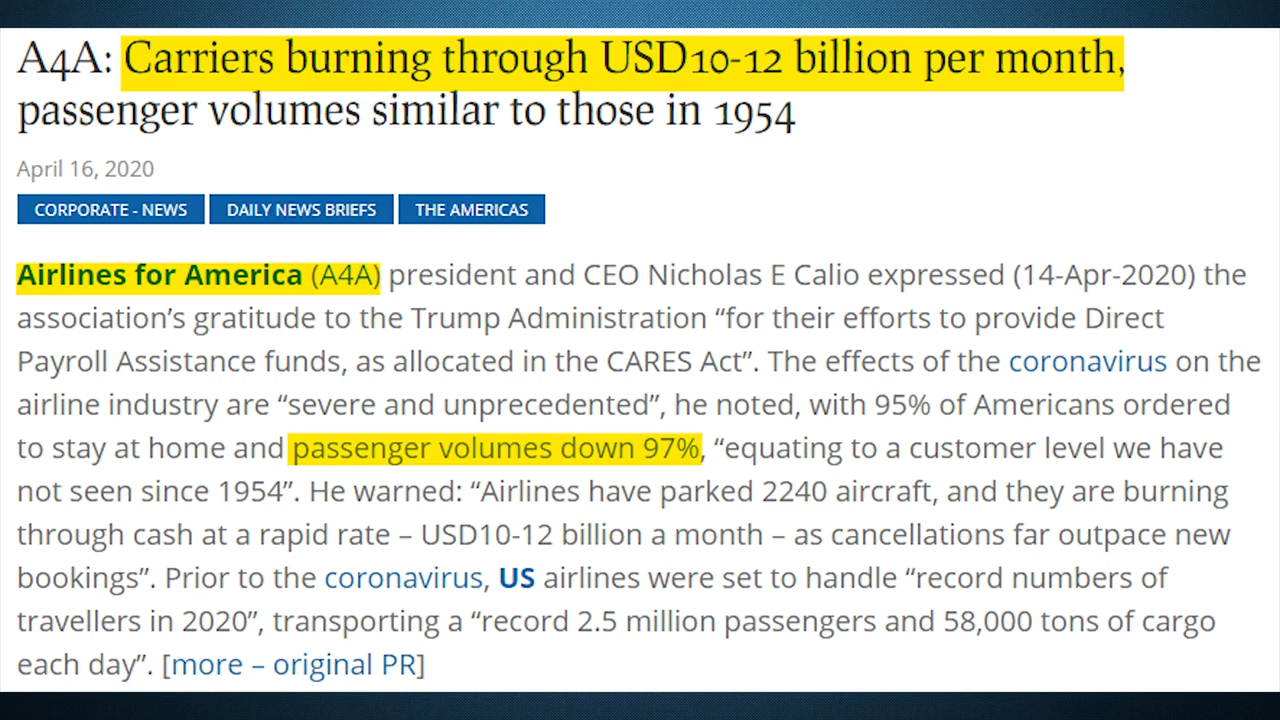 A4A: Carriers burning through USD10-12 billion per month,
passenger volumes similar to those in 1954
April 16, 2020
CORPORATE - NEWS DAILY NEWS BRIEFS THE AMERICAS
Airlines for America (A4A) president and CEO Nicholas E Calio expressed (14-Apr-2020) the
association’s gratitude to the Trump Administration “for their efforts to provide Direct
Payroll Assistance funds, as allocated in the CARES Act”. The effects of the coronavirus on the
airline industry are “severe and unprecedented”, he noted, with 95% of Americans ordered
to stay at home and passenger volumes down 97%, “equating to a customer level we have
not seen since 1954”. He warned: “Airlines have parked 2240 aircraft, and they are burning
through cash at a rapid rate – USD10-12 billion a month – as cancellations far outpace new
bookings”. Prior to the coronavirus, US airlines were set to handle “record numbers of
travellers in 2020”, transporting a “record 2.5 million passengers and 58,000 tons of cargo
each day”. [more – original PR]